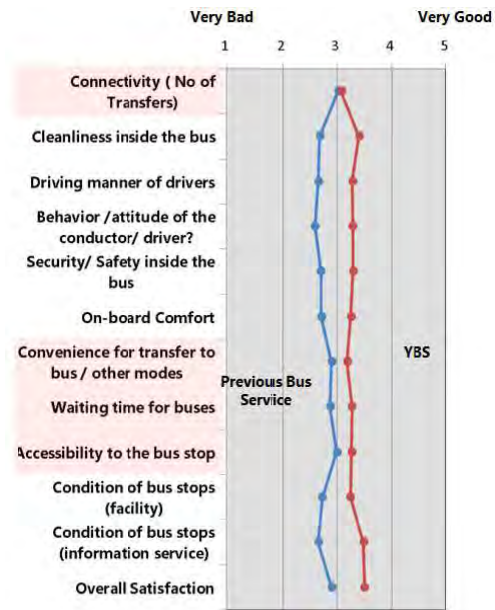 Very Bad Very Good
1 2 3 4 5
Connectivity ( No of
Transfers)
Cleanliness inside the bus
Driving manner of drivers
Behavior /attitude of the
conductor/ driver?
Security/ Safety inside the
bus
On-board Comfort
Convenience for transfer to
bus / other modes
YBS
Previous Bus
Service
Waiting time for buses
Accessibility to the bus stop
Condition of bus stops
(facility)
Condition of bus stops
(information service)
Overall Satisfaction